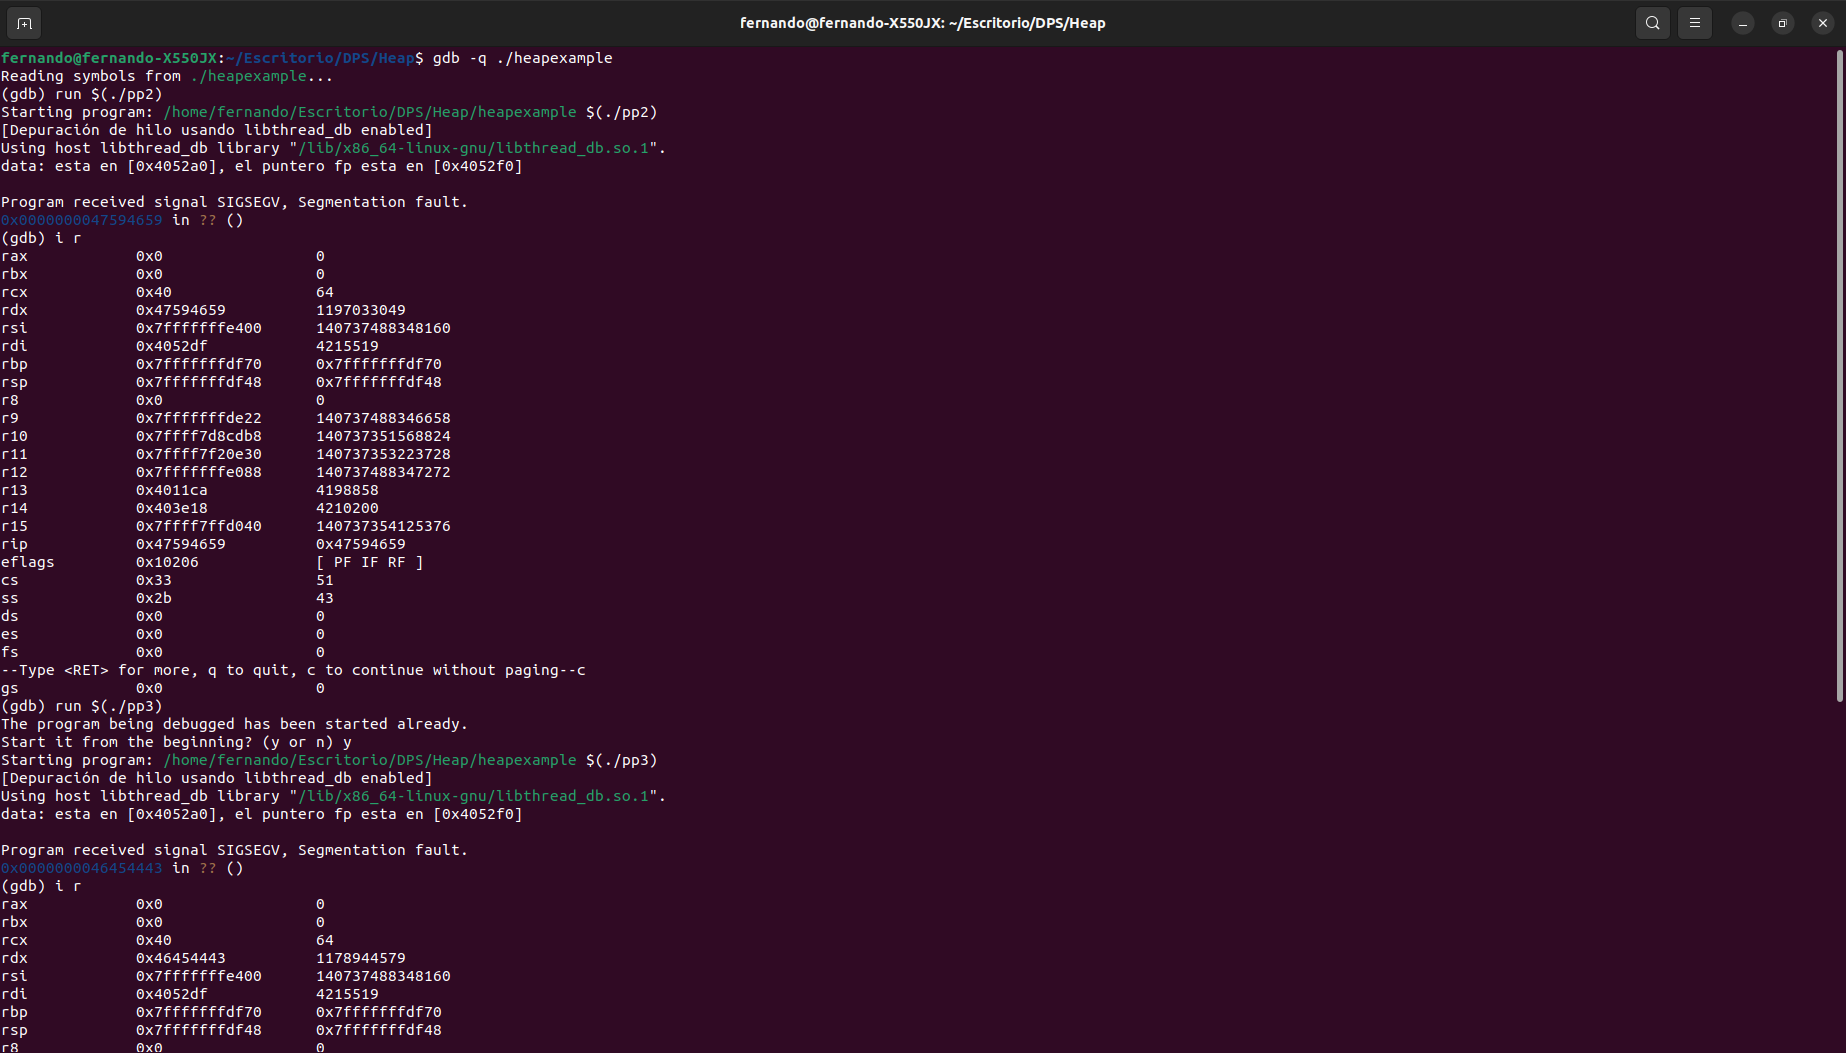 fernando@fernando-X550JX: ~/Escritorio/DPS/Heap
fernando@fernando-X550JX:~/Escritorio/DPS/Heap$ gdb -q ./heapexample
Reading symbols from ./heapexample...
(gdb) run $(./pp2)
Starting program: /home/fernando/Escritorio/DPS/Heap/heapexample $(./pp2)
[Depuración de hilo usando libthread_db enabled]
Using host libthread_db library "/lib/x86_64-linux-gnu/libthread_db.so.1".
data: esta en [0x4052a0], el puntero fp esta en [0x4052f0]
Program received signal SIGSEGV, Segmentation fault.
0x0000000047594659 in ?? ()
(gdb) i r
rax 0x0 0
rbx 0x0 0
rcx 0x40 64
rdx 0x47594659 1197033049
rsi 0x7fffffffe400 140737488348160
rdi 0x4052df 4215519
rbp 0x7fffffffdf70 0x7fffffffdf70
rsp 0x7fffffffdf48 0x7fffffffdf48
r8 0x0 0
r9 0x7fffffffde22 140737488346658
r10 0x7ffff7d8cdb8 140737351568824
r11 0x7ffff7f20e30 140737353223728
r12 0x7fffffffe088 140737488347272
r13 0x4011ca 4198858
r14 0x403e18 4210200
r15 0x7ffff7ffd040 140737354125376
rip 0x47594659 0x47594659
eflags 0x10206 [ PF IF RF ]
cs 0x33 51
ss 0x2b 43
ds 0x0 0
es 0x0 0
fs 0x0 0
--Type <RET> for more, q to quit, c to continue without paging--c
gs 0x0 0
(gdb) run $(./pp3)
The program being debugged has been started already.
Start it from the beginning? (y or n) y
Starting program: /home/fernando/Escritorio/DPS/Heap/heapexample $(./pp3)
[Depuración de hilo usando libthread_db enabled]
Using host libthread_db library "/lib/x86_64-linux-gnu/libthread_db.so.1".
data: esta en [0x4052a0], el puntero fp esta en [0x4052f0]
Program received signal SIGSEGV, Segmentation fault.
0x0000000046454443 in ?? ()
(gdb) i r
rax 0x0 0
rbx 0x0 0
rcx 0x40 64
rdx 0x46454443 1178944579
rsi 0x7fffffffe400 140737488348160
rdi 0x4052df 4215519
rbp 0x7fffffffdf70 0x7fffffffdf70
rsp 0x7fffffffdf48 0x7fffffffdf48
r8 0x0 0